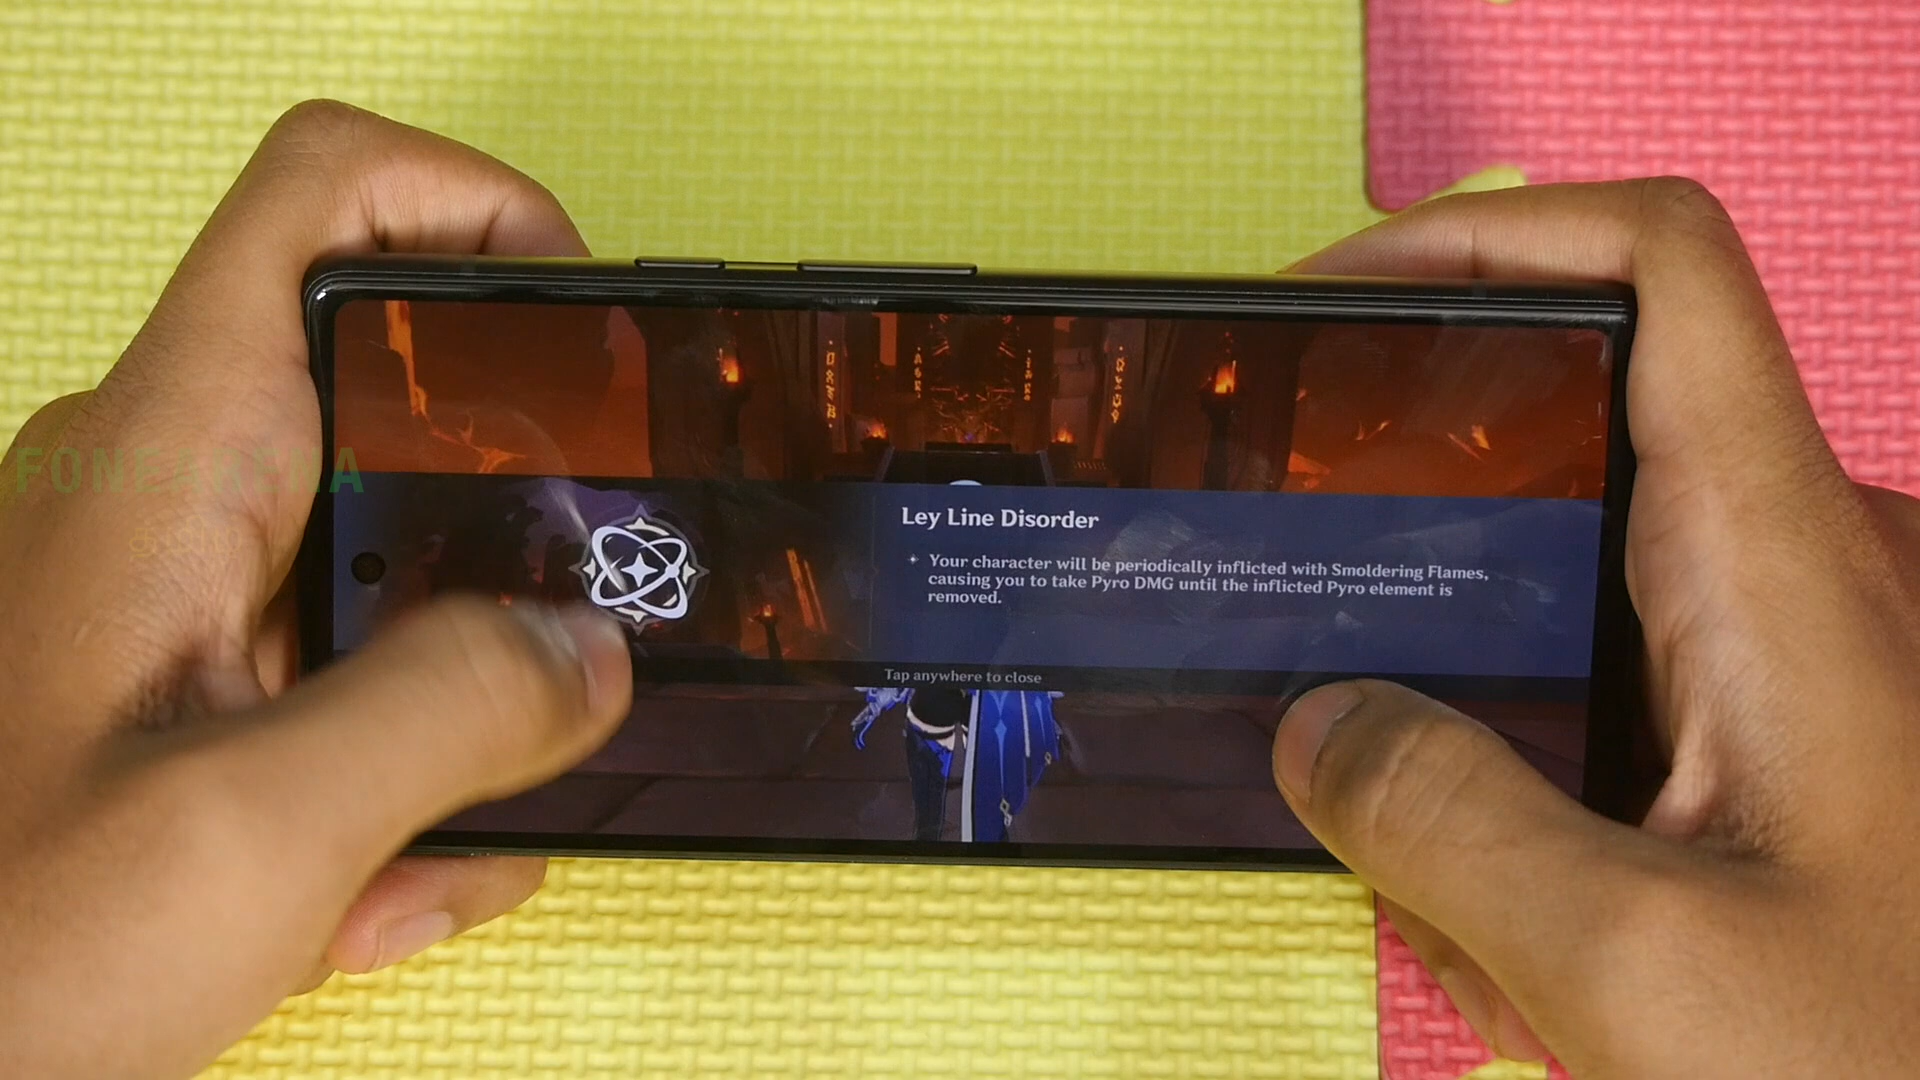 FONEARENA
தமிழ்
Ley Line Disorder
Your character will be periodically inflicted with Smoldering Flames,
causing you to take Pyro DMG until the inflicted Pyro element is
removed.
Tap anywhere to close